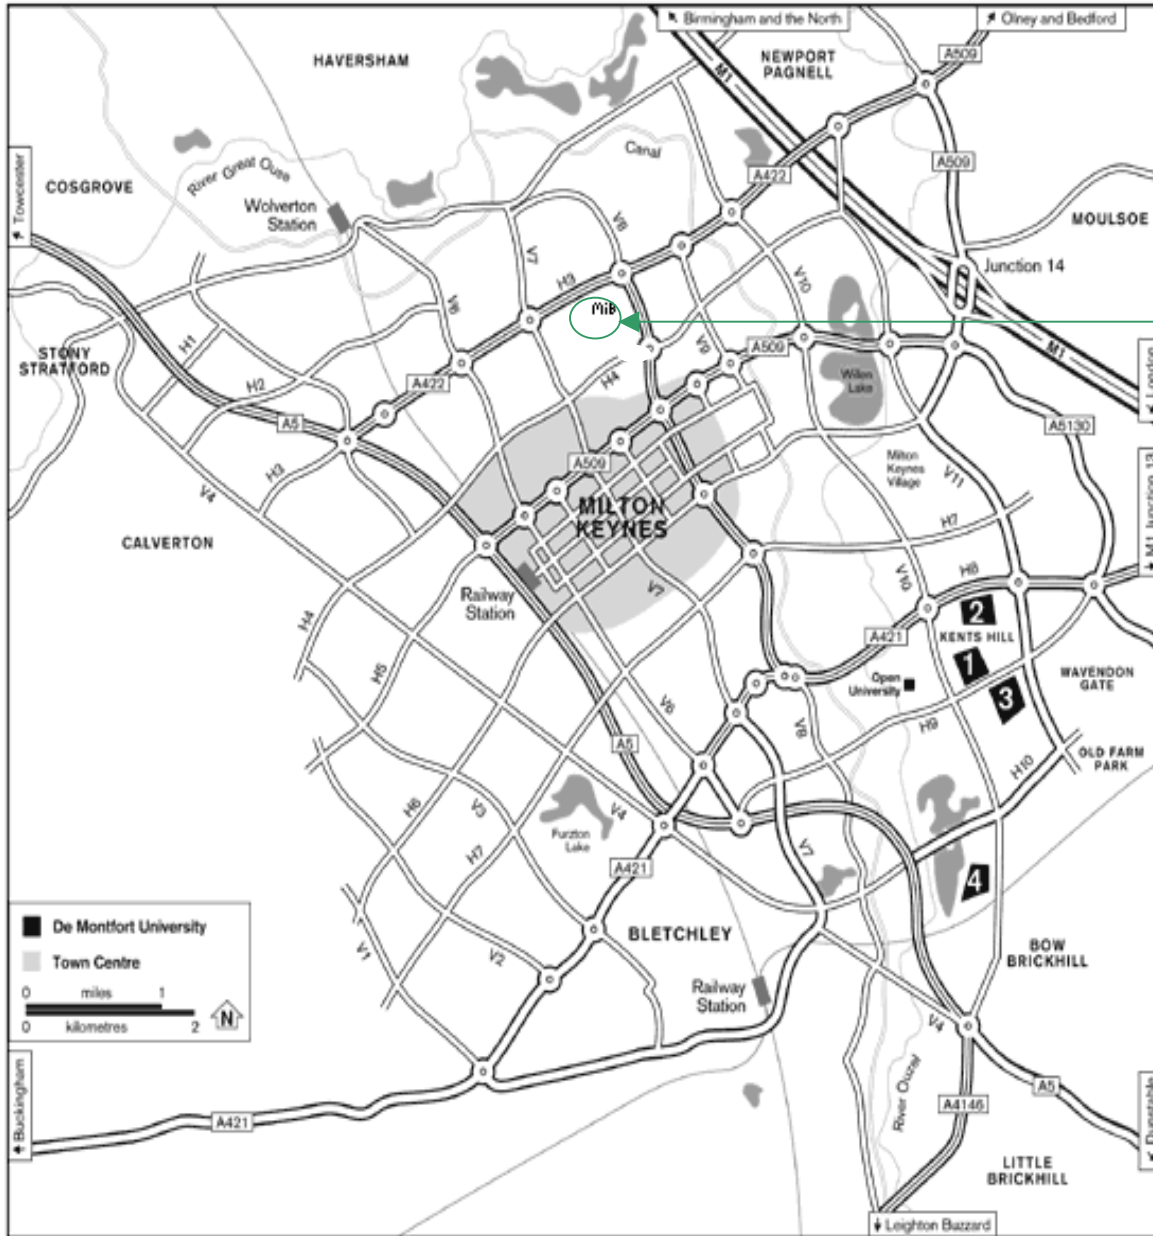 Birmingham and the North
Olney and Bedford
HAVERSHAM
NEWPORT
PAGNELL
M1
A509
Canal
A422
A509
Towcester
COSGROVE
River Great Ouse
Wolverton
Station
MOULSOE
V8
V7
H3
V10
Junction 14
V6
MiB
H1
STONY
STRATFORD
V9
A509
M1
London
H2
A422
H4
Willen
Lake
A5
A5130
H3
A509
Milton
Keynes
Village
V11
M1 Junction 13
V4
MILTON
KEYNES
H7
CALVERTON
Railway
Station
V7
V10
H8
2
H4
A421
KENTS HILL
H5
Open
University
1
3
WAVENDON
GATE
V6
V8
H9
A5
OLD FARM
PARK
H10
H6
V3
V4
Furzton
Lake
H7
V7
A421
4
De Montfort University
Town Centre
0 miles 1
0 kilometres 2
N
V1
V2
BLETCHLEY
BOW
BRICKHILL
Railway
Station
V4
River Ouzel
A5
A4146
Buckingham
A421
Dunstable
LITTLE
BRICKHILL
Leighton Buzzard